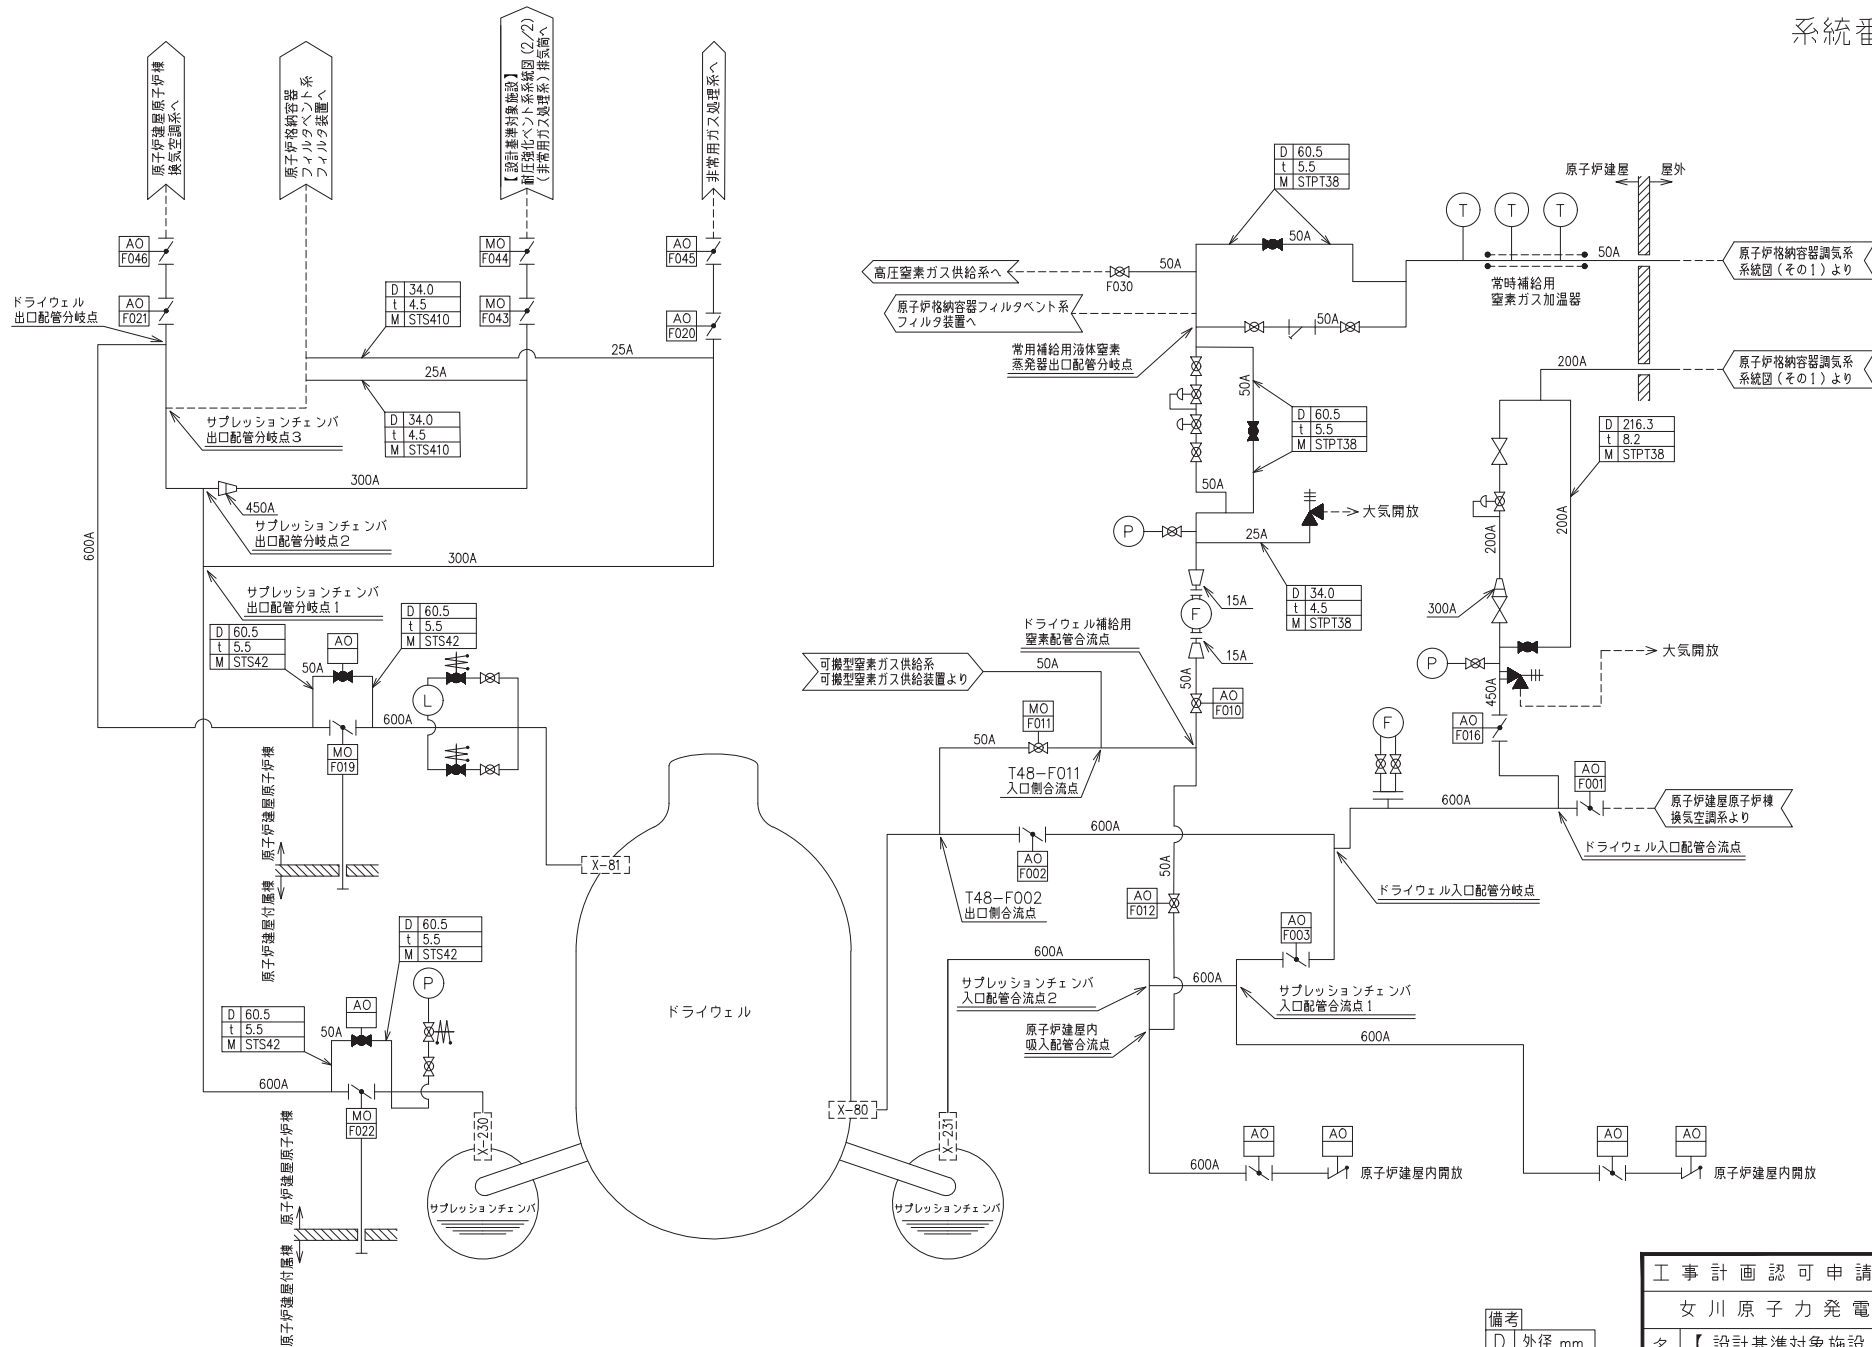 系統番
原子炉建屋原子炉棟
換気空調系へ
原子炉格納容器
フィルタベント系
フィルタ装置へ
【設計基準対象施設】
耐圧強化ベント系系統図(2/2)
(非常用ガス処理系)排気筒へ
非常用ガス処理系へ
AO
F046
MO
F044
AO
F045
AO
F021
MO
F043
AO
F020
ドライウェル
出口配管分岐点
D 34.0
t 4.5
M STS410
25A
25A
D 34.0
t 4.5
M STS410
サプレッションチェンバ
出口配管分岐点3
300A
450A
サプレッションチェンバ
出口配管分岐点2
600A
300A
サプレッションチェンバ
出口配管分岐点1
D 60.5
t 5.5
M STS42
AO
50A
D 60.5
t 5.5
M STS42
L
600A
MO
F019
原子炉建屋原子炉棟
原子炉建屋付属棟
X-81
D 60.5
t 5.5
M STS42
P
D 60.5
t 5.5
M STS42
AO
50A
600A
MO
F022
原子炉建屋原子炉棟
原子炉建屋付属棟
X-230
サプレッションチェンバ
ドライウェル
X-80
X-231
サプレッションチェンバ
D 60.5
t 5.5
M STPT38
50A
高圧窒素ガス供給系へ
F030
50A
原子炉格納容器フィルタベント系
フィルタ装置へ
50A
常用補給用液体窒素
蒸発器出口配管分岐点
T
T
T
常時補給用
窒素ガス加温器
原子炉建屋
屋外
50A
原子炉格納容器調気系
系統図(その1)より
200A
原子炉格納容器調気系
系統図(その1)より
50A
D 60.5
t 5.5
M STPT38
50A
P
大気開放
25A
D 34.0
t 4.5
M STPT38
15A
F
15A
D 216.3
t 8.2
M STPT38
200A
200A
300A
P
大気開放
450A
AO
F016
ドライウェル補給用
窒素配管合流点
可搬型窒素ガス供給系
可搬型窒素ガス供給装置より
50A
50A
AO
F010
MO
F011
50A
T48-F011
入口側合流点
F
AO
F001
600A
原子炉建屋原子炉棟
換気空調系より
ドライウェル入口配管合流点
600A
AO
F002
T48-F002
出口側合流点
50A
AO
F012
ドライウェル入口配管分岐点
AO
F003
600A
サプレッションチェンバ
入口配管合流点2
600A
サプレッションチェンバ
入口配管合流点1
原子炉建屋内
吸入配管合流点
600A
600A
AO
AO
原子炉建屋内開放
AO
AO
原子炉建屋内開放
備考
D 外径 mm
工事計画認可申請
女川原子力発電
名 【設計基準対象施設